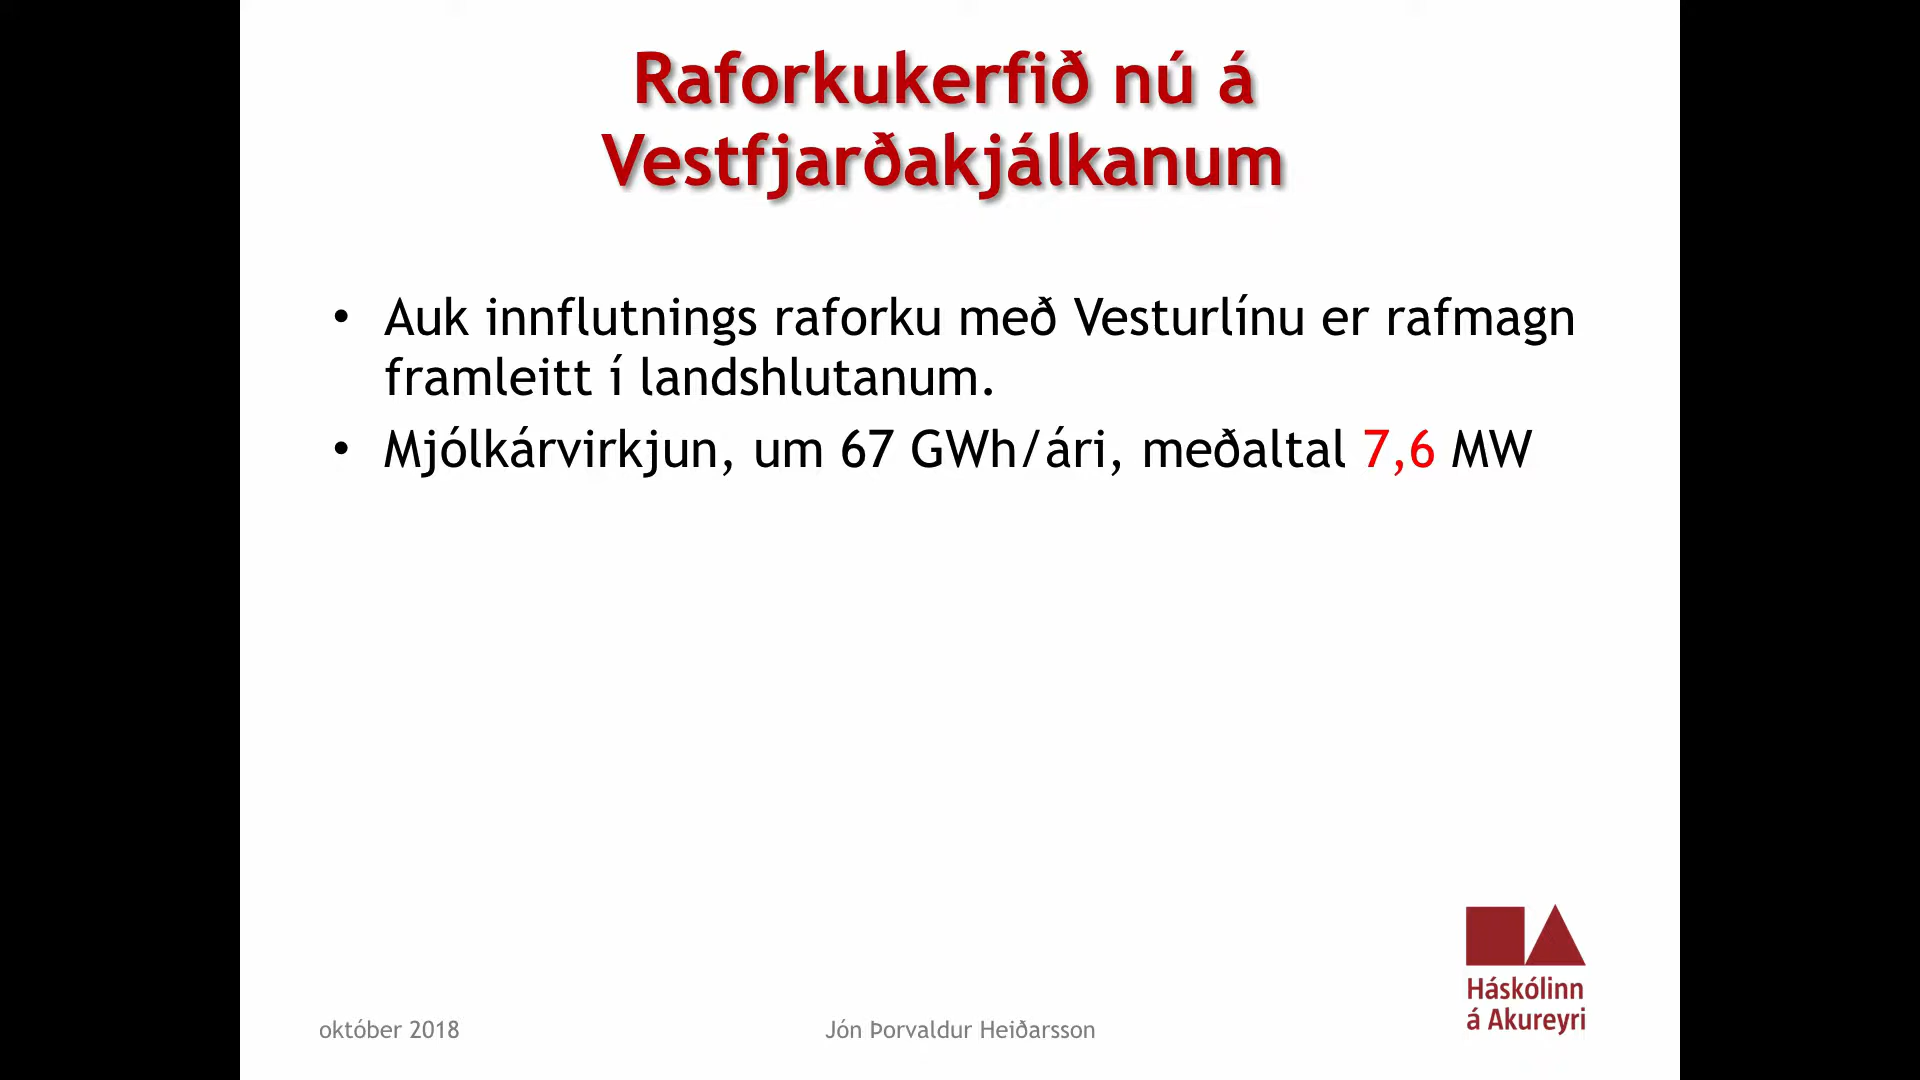 Raforkukerfið nú á
Vestfjarðakjálkanum
• Auk innflutnings raforku með Vesturlínu er rafmagn
framleitt í landshlutanum.
• Mjólkárvirkjun, um 67 GWh/ári, meðaltal 7,6 MW
Háskólinn
á Akureyri
október 2018
Jón Þorvaldur Heiðarsson